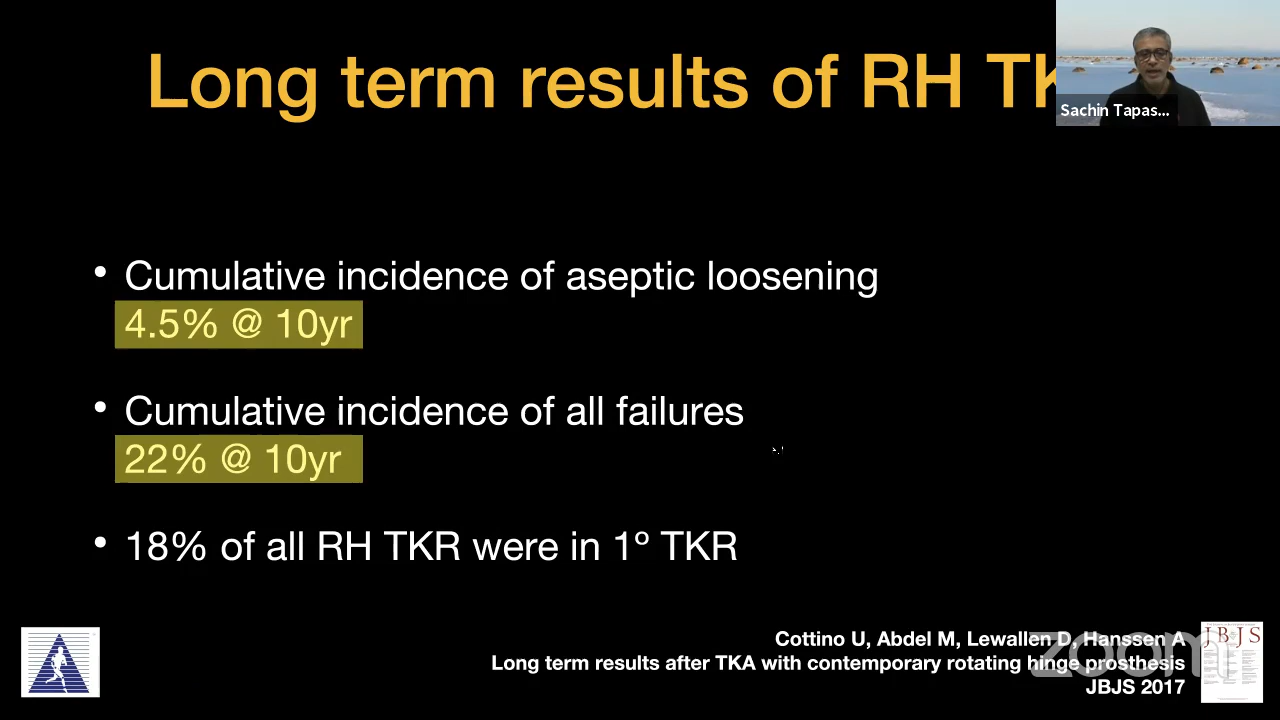 Long term results of RH TK
Sachin Tapas...
• Cumulative incidence of aseptic loosening
4.5% @ 10yr
• Cumulative incidence of all failures
22% @ 10yr
• 18% of all RH TKR were in 1º TKR
Cottino U, Abdel M, Lewallen D, Hanssen A
Long term results after TKA with contemporary rotating hinge prosthesis
JBJS 2017
JBJS
zoom